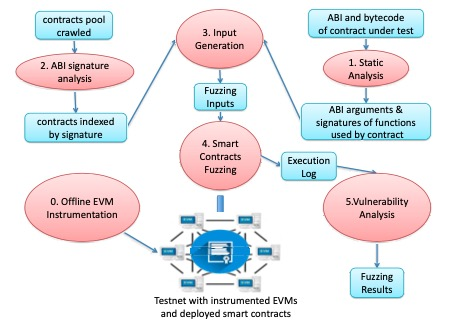 contracts pool
crawled
2. ABI signature
analysis
contracts indexed
by signature
3. Input
Generation
Fuzzing
Inputs
4. Smart
Contracts
Fuzzing
ABI and bytecode
of contract under test
1. Static
Analysis
ABI arguments &
signatures of functions
used by contract
Execution
Log
0. Offline EVM
Instrumentation
5.Vulnerability
Analysis
Fuzzing
Results
Testnet with instrumented EVMs
and deployed smart contracts